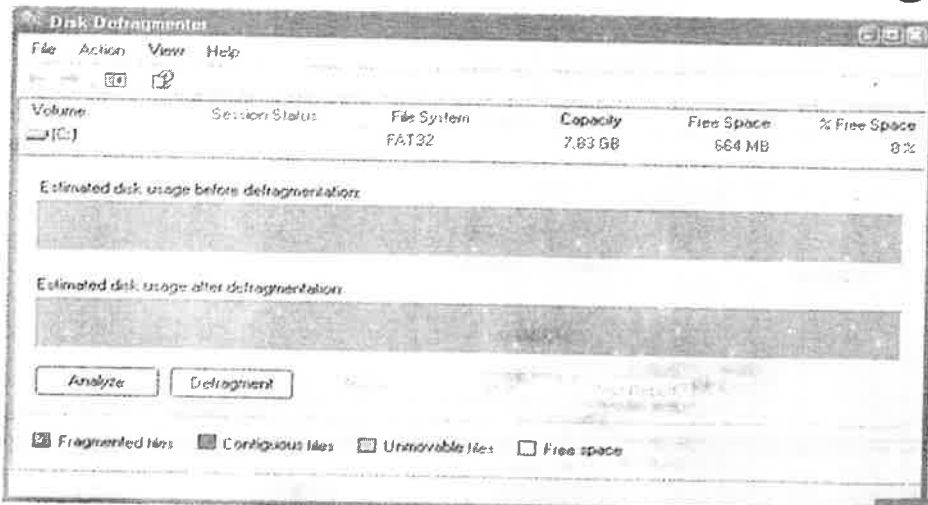 Disk Defragmenter
File Action View Help
Volume Session Status File System Capacity Free Space % Free Space
(C:) FAT32 7.83 GB 664 MB 8 %
Estimated disk usage before defragmentation:
Estimated disk usage after defragmentation:
Analyze Defragment
Fragmented files Contiguous files Unmovable files Free space